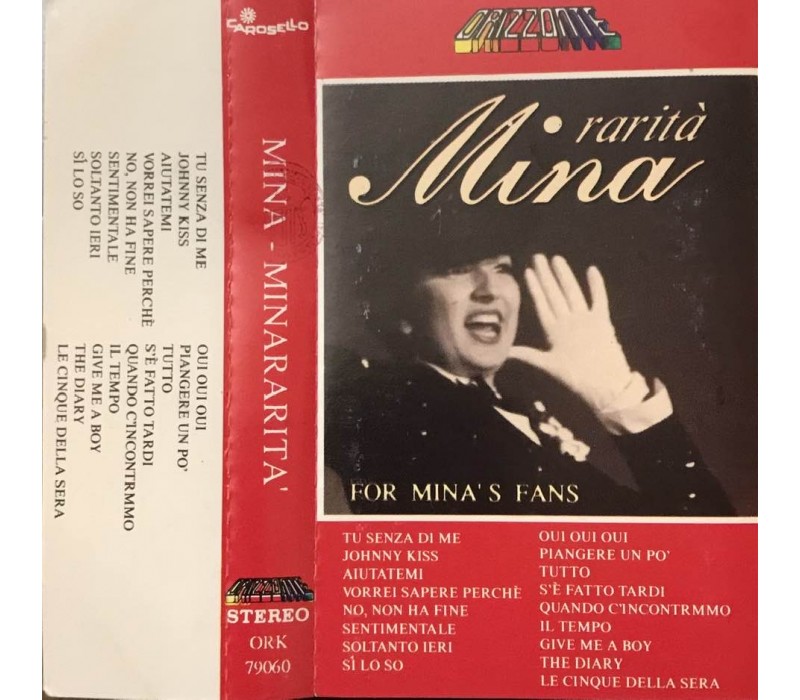 TU SENZA DI ME
JOHNNY KISS
AIUTATEMI
VORREI SAPERE PERCHÈ
NO, NON HA FINE
SENTIMENTALE
SOLTANTO IERI
SÌ LO SO
OUI OUI OUI
PIANGERE UN PO'
TUTTO
S'È FATTO TARDI
QUANDO C'INCONTRMMO
IL TEMPO
GIVE ME A BOY
THE DIARY
LE CINQUE DELLA SERA
CAROSELLO
MINA - MINARARITA'
ORIZZONTE
STEREO
ORK
79060
ORIZZONTE
rarità
Mina
FOR MINA'S FANS
TU SENZA DI ME
JOHNNY KISS
AIUTATEMI
VORREI SAPERE PERCHÈ
NO, NON HA FINE
SENTIMENTALE
SOLTANTO IERI
SÌ LO SO
OUI OUI OUI
PIANGERE UN PO'
TUTTO
S'È FATTO TARDI
QUANDO C'INCONTRMMO
IL TEMPO
GIVE ME A BOY
THE DIARY
LE CINQUE DELLA SERA